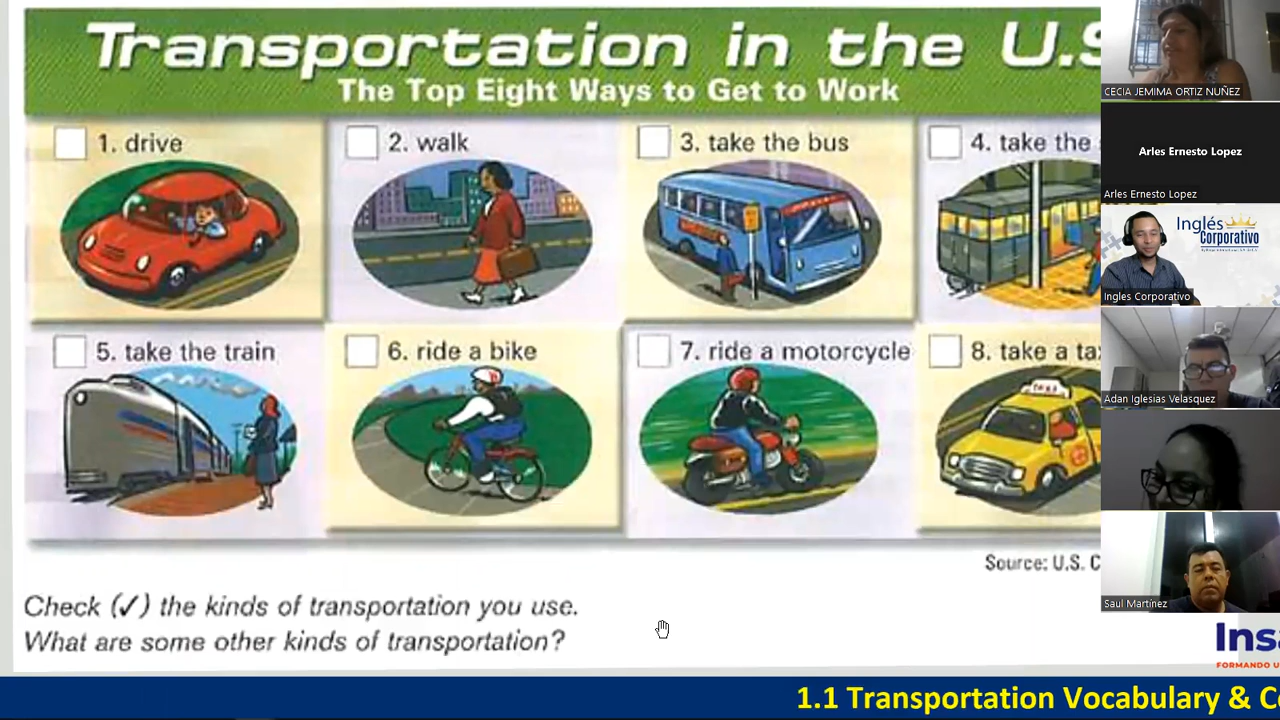 Transportation in the U.S
The Top Eight Ways to Get to Work
1. drive
2. walk
3. take the bus
4. take the
5. take the train
6. ride a bike
7. ride a motorcycle
8. take a ta
TAXI
Source: U.S. C
Check (✓) the kinds of transportation you use.
What are some other kinds of transportation?
1.1 Transportation Vocabulary & C
CECIA JEMIMA ORTIZ NUÑEZ
Arles Ernesto Lopez
Arles Ernesto Lopez
Inglés
Corporativo
Ingles Corporativo
Adan Iglesias Velasquez
Saul Martínez
Ins
FORMANDO U